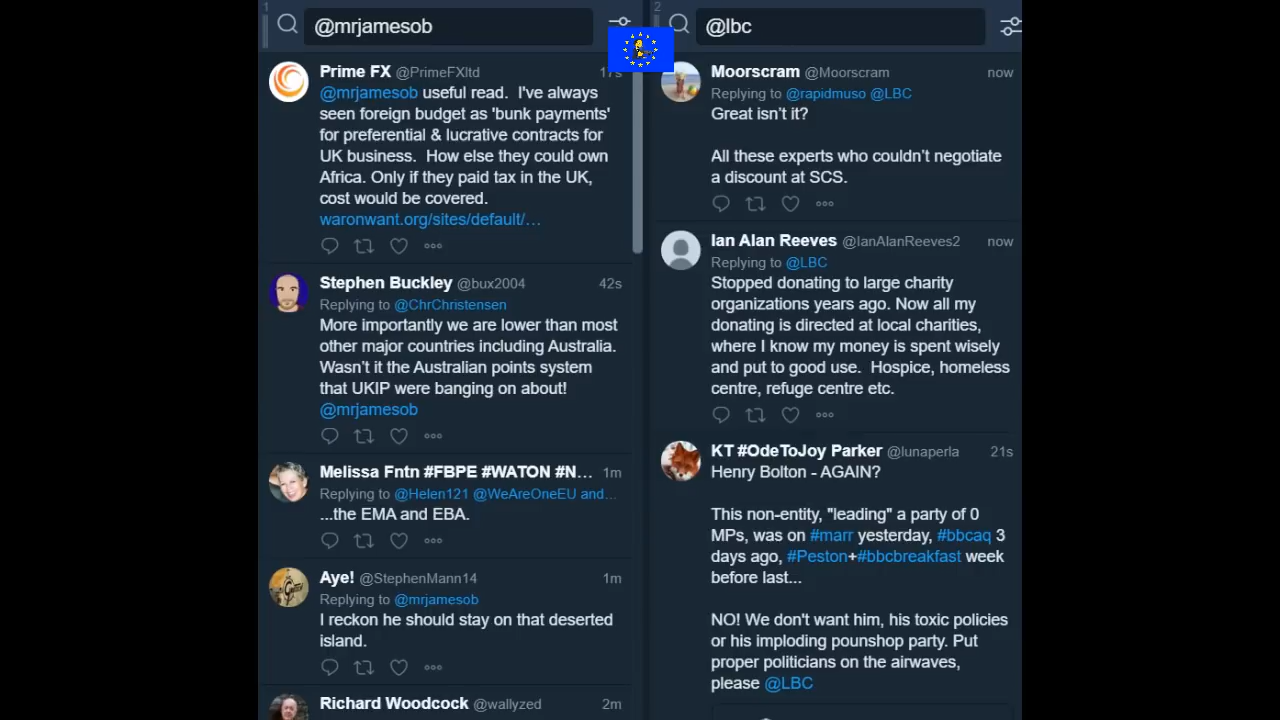 1
@mrjamesob
Prime FX @PrimeFXltd 17s
@mrjamesob useful read. I've always
seen foreign budget as 'bunk payments'
for preferential & lucrative contracts for
UK business. How else they could own
Africa. Only if they paid tax in the UK,
cost would be covered.
waronwant.org/sites/default/…
Stephen Buckley @bux2004 42s
Replying to @ChrChristensen
More importantly we are lower than most
other major countries including Australia.
Wasn't it the Australian points system
that UKIP were banging on about!
@mrjamesob
Melissa Fntn #FBPE #WATON #N... 1m
Replying to @Helen121 @WeAreOneEU and...
...the EMA and EBA.
Aye! @StephenMann14 1m
Replying to @mrjamesob
I reckon he should stay on that deserted
island.
Richard Woodcock @wallyzed 2m
2
@lbc
Moorscram @Moorscram now
Replying to @rapidmuso @LBC
Great isn't it?
All these experts who couldn't negotiate
a discount at SCS.
Ian Alan Reeves @IanAlanReeves2 now
Replying to @LBC
Stopped donating to large charity
organizations years ago. Now all my
donating is directed at local charities,
where I know my money is spent wisely
and put to good use. Hospice, homeless
centre, refuge centre etc.
KT #OdeToJoy Parker @lunaperla 21s
Henry Bolton - AGAIN?
This non-entity, "leading" a party of 0
MPs, was on #marr yesterday, #bbcaq 3
days ago, #Peston+#bbcbreakfast week
before last...
NO! We don't want him, his toxic policies
or his imploding pounshop party. Put
proper politicians on the airwaves,
please @LBC